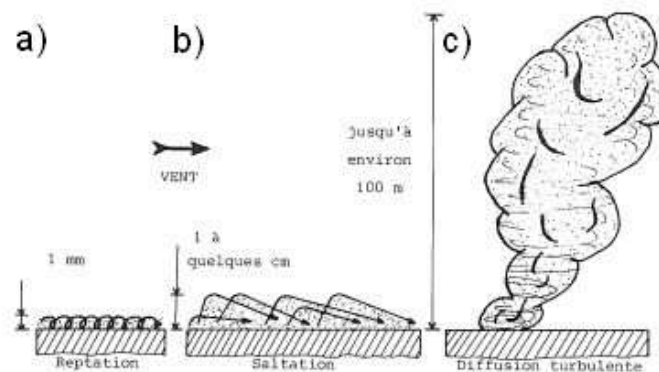 a)
b)
c)
VENT
jusqu'à
environ
100 m
1 mm
1 à
quelques cm
Reptation
Saltation
Diffusion turbulente